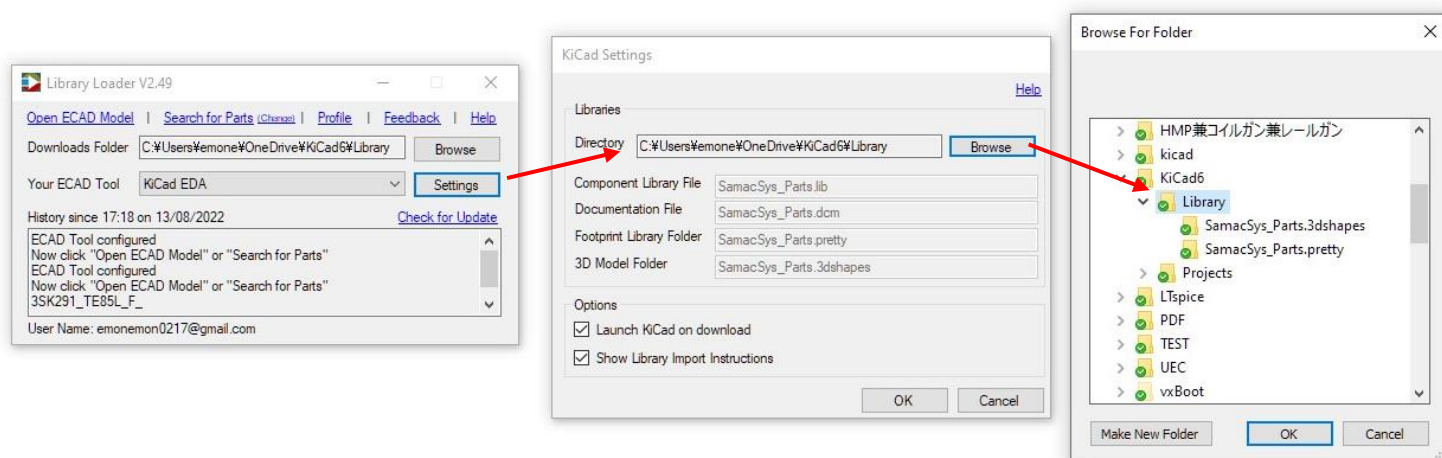 Library Loader V2.49
Open ECAD Model | Search for Parts (Change) | Profile | Feedback | Help
Downloads Folder C:¥Users¥emone¥OneDrive¥KiCad6¥Library Browse
Your ECAD Tool KiCad EDA Settings
History since 17:18 on 13/08/2022 Check for Update
ECAD Tool configured
Now click "Open ECAD Model" or "Search for Parts"
ECAD Tool configured
Now click "Open ECAD Model" or "Search for Parts"
3SK291_TE85L_F_
User Name: emonemon0217@gmail.com
KiCad Settings
Help
Libraries
Directory C:¥Users¥emone¥OneDrive¥KiCad6¥Library Browse
Component Library File SamacSys_Parts.lib
Documentation File SamacSys_Parts.dcm
Footprint Library Folder SamacSys_Parts.pretty
3D Model Folder SamacSys_Parts.3dshapes
Options
Launch KiCad on download
Show Library Import Instructions
OK Cancel
Browse For Folder
HMP兼コイルガン兼レールガン
kicad
KiCad6
Library
SamacSys_Parts.3dshapes
SamacSys_Parts.pretty
Projects
LTspice
PDF
TEST
UEC
vxBoot
Make New Folder OK Cancel